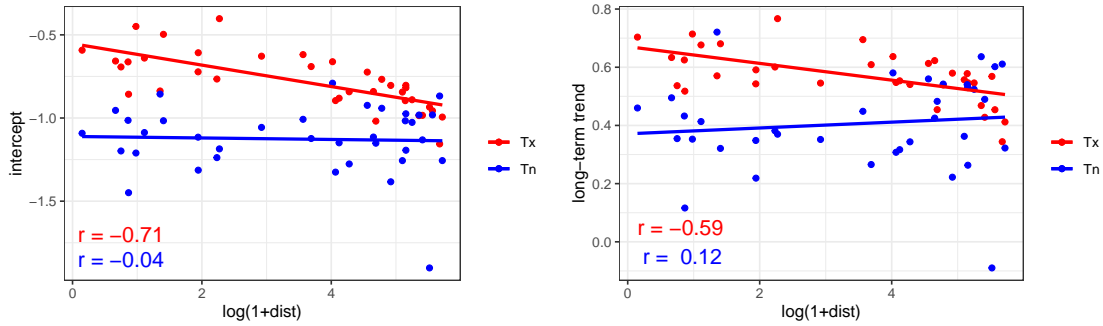 −0.5
−1.0
−1.5
intercept
0
2
4
log(1+dist)
r = −0.71
r = −0.04
Tx
Tn
0.8
0.6
0.4
0.2
0.0
long−term trend
0
2
4
log(1+dist)
r = −0.59
r = 0.12
Tx
Tn